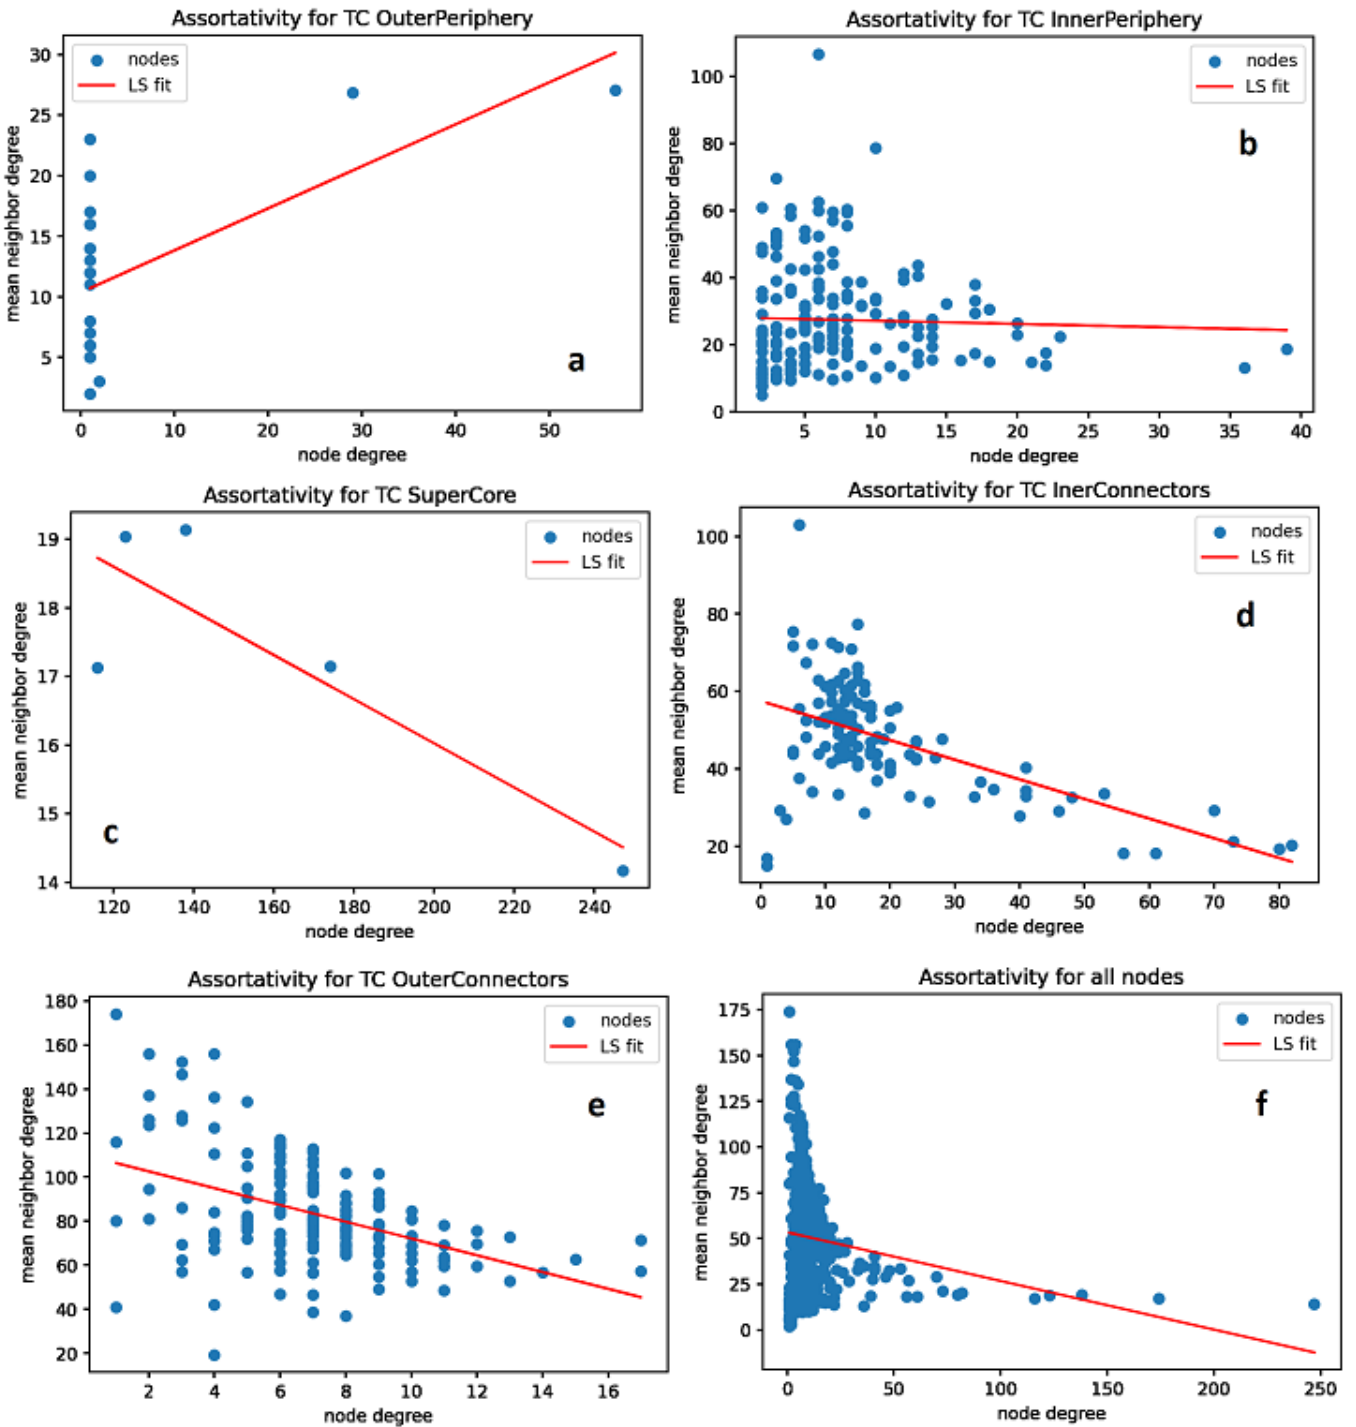 Assortativity for TC OuterPeriphery
nodes
LS fit
30
25
20
15
10
5
mean neighbor degree
a
0 10 20 30 40 50
node degree
Assortativity for TC InnerPeriphery
nodes
LS fit
100
80
60
40
20
0
mean neighbor degree
b
5 10 15 20 25 30 35 40
node degree
Assortativity for TC SuperCore
nodes
LS fit
19
18
17
16
15
14
mean neighbor degree
c
120 140 160 180 200 220 240
node degree
Assortativity for TC InerConnectors
nodes
LS fit
100
80
60
40
20
mean neighbor degree
d
0 10 20 30 40 50 60 70 80
node degree
Assortativity for TC OuterConnectors
nodes
LS fit
180
160
140
120
100
80
60
40
20
mean neighbor degree
e
2 4 6 8 10 12 14 16
node degree
Assortativity for all nodes
nodes
LS fit
175
150
125
100
75
50
25
0
mean neighbor degree
f
0 50 100 150 200 250
node degree